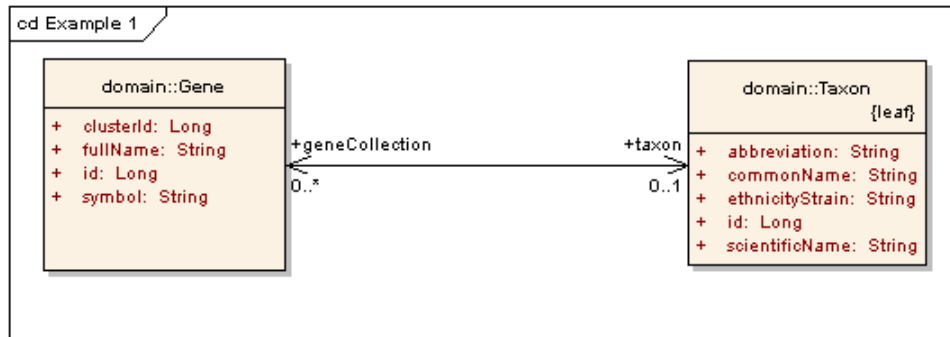 cd Example 1
domain::Gene
+ clusterId: Long
+ fullName: String
+ id: Long
+ symbol: String
+geneCollection
0..*
+taxon
0..1
domain::Taxon
{leaf}
+ abbreviation: String
+ commonName: String
+ ethnicityStrain: String
+ id: Long
+ scientificName: String